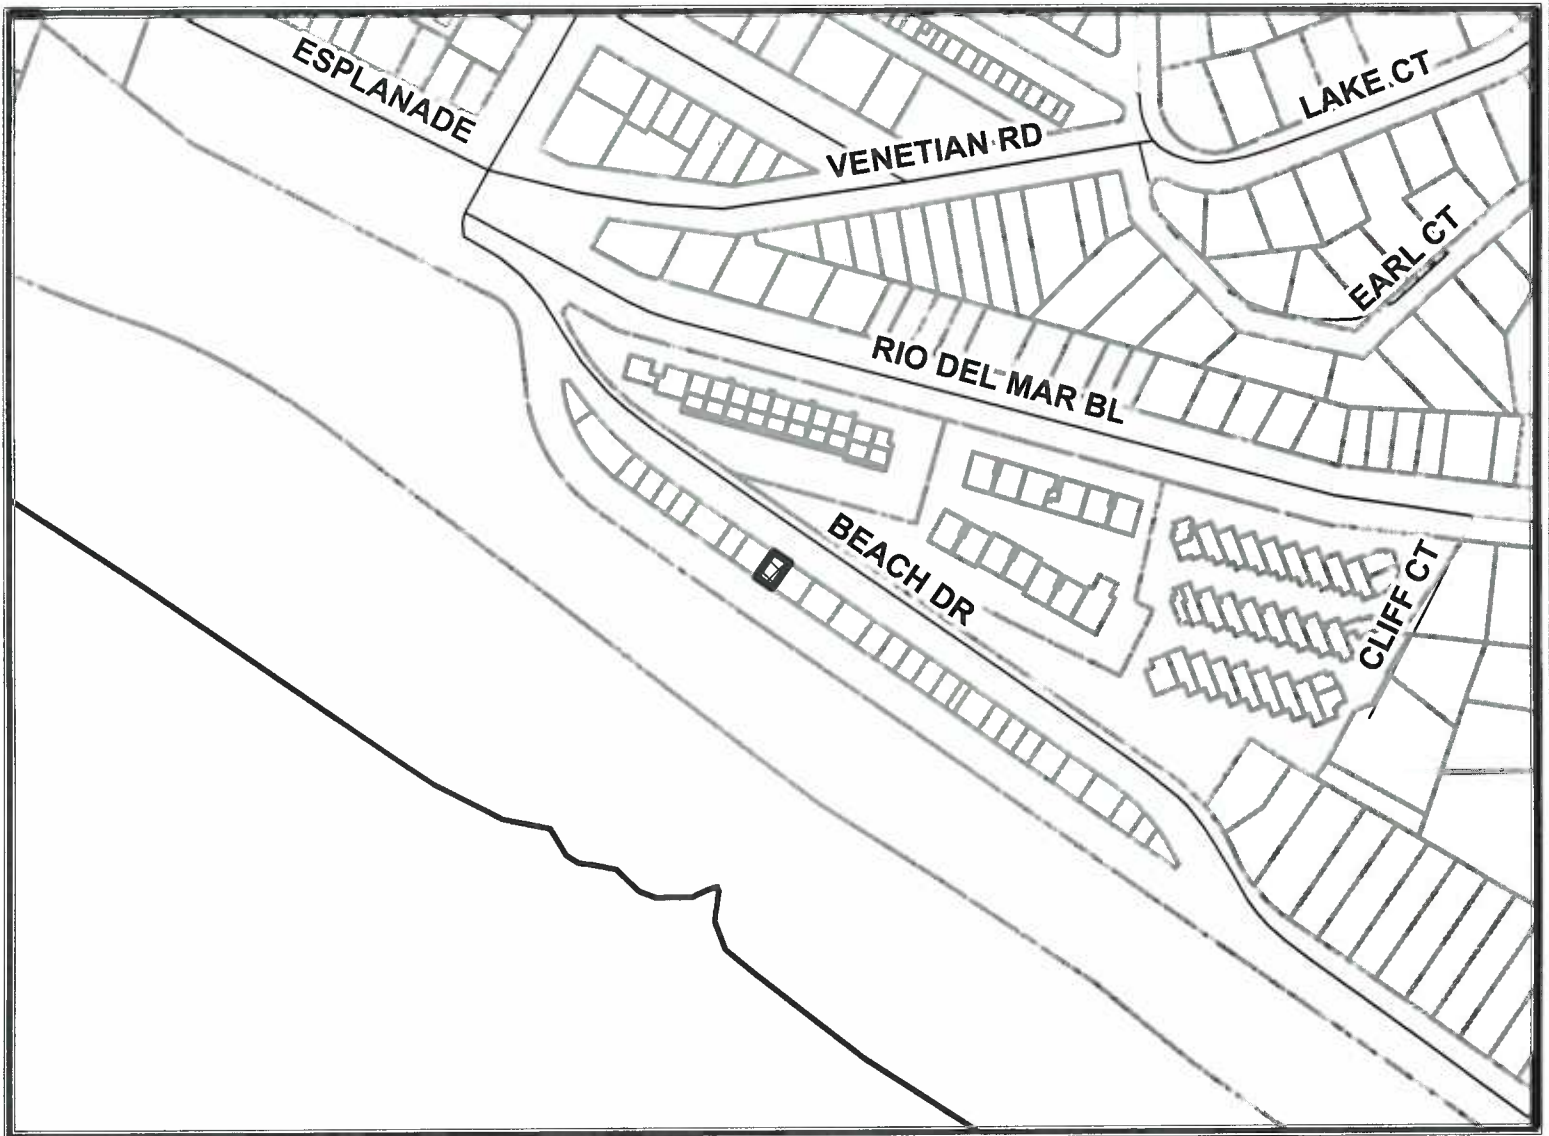 ESPLANADE
LAKE CT
VENETIAN RD
EARL CT
RIO DEL MAR BL
BEACH DR
CLIFF CT